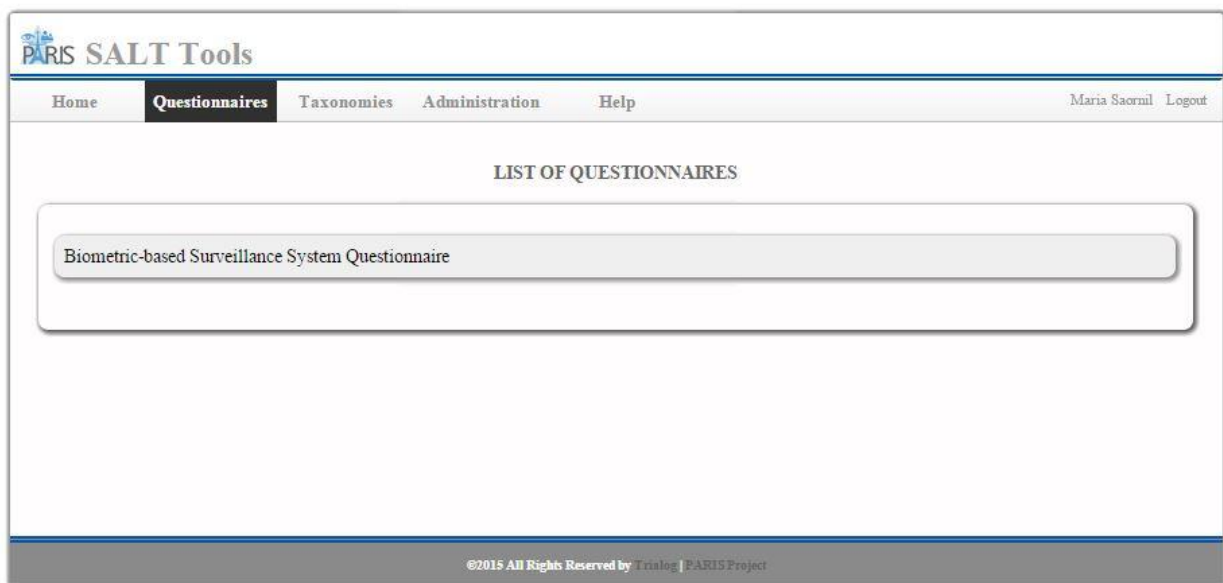 PARIS SALT Tools
Home Questionnaires Taxonomies Administration Help Maria Saornil Logout
LIST OF QUESTIONNAIRES
Biometric-based Surveillance System Questionnaire
©2015 All Rights Reserved by Trialog | PARIS Project